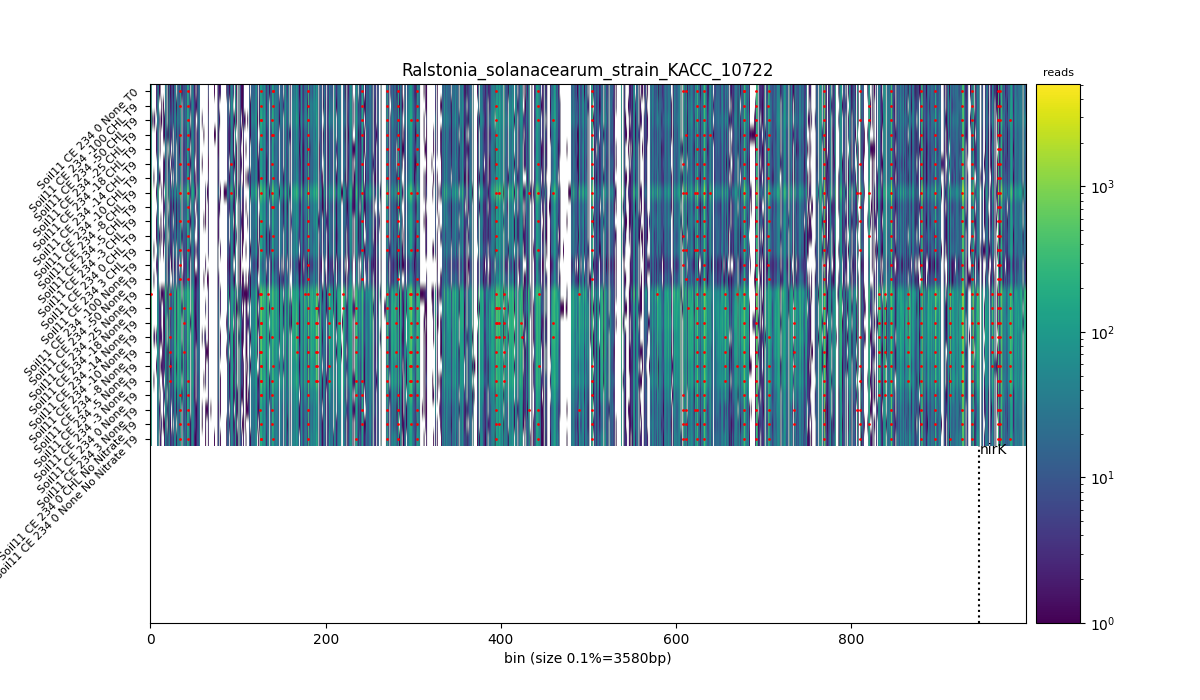 Ralstonia_solanacearum_strain_KACC_10722
reads
Soil11 CE 234 0 None T0
Soil11 CE 234 -100 CHL T9
Soil11 CE 234 -50 CHL T9
Soil11 CE 234 -25 CHL T9
Soil11 CE 234 -18 CHL T9
Soil11 CE 234 -14 CHL T9
Soil11 CE 234 -10 CHL T9
Soil11 CE 234 -8 CHL T9
Soil11 CE 234 -5 CHL T9
Soil11 CE 234 -3 CHL T9
Soil11 CE 234 0 CHL T9
Soil11 CE 234 3 CHL T9
Soil11 CE 234 -100 None T9
Soil11 CE 234 -50 None T9
Soil11 CE 234 -25 None T9
Soil11 CE 234 -18 None T9
Soil11 CE 234 -14 None T9
Soil11 CE 234 -10 None T9
Soil11 CE 234 -8 None T9
Soil11 CE 234 -5 None T9
Soil11 CE 234 -3 None T9
Soil11 CE 234 0 None T9
Soil11 CE 234 3 None T9
Soil11 CE 234 0 CHL No Nitrate T9
Soil11 CE 234 0 None No Nitrate T9
nirK
10³
10²
10¹
10⁰
0 200 400 600 800
bin (size 0.1%=3580bp)